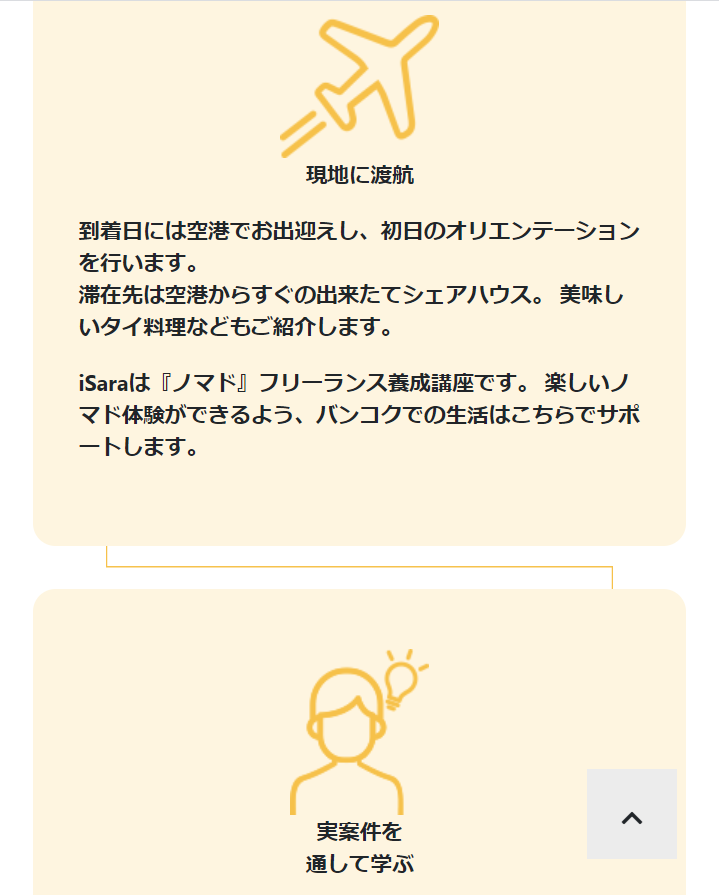 現地に渡航
到着日には空港でお出迎えし、初日のオリエンテーション
を行います。
滞在先は空港からすぐの出来たてシェアハウス。 美味し
いタイ料理などもご紹介します。
iSaraは『ノマド』フリーランス養成講座です。 楽しいノ
マド体験ができるよう、バンコクでの生活はこちらでサポ
ートします。
実案件を
通して学ぶ